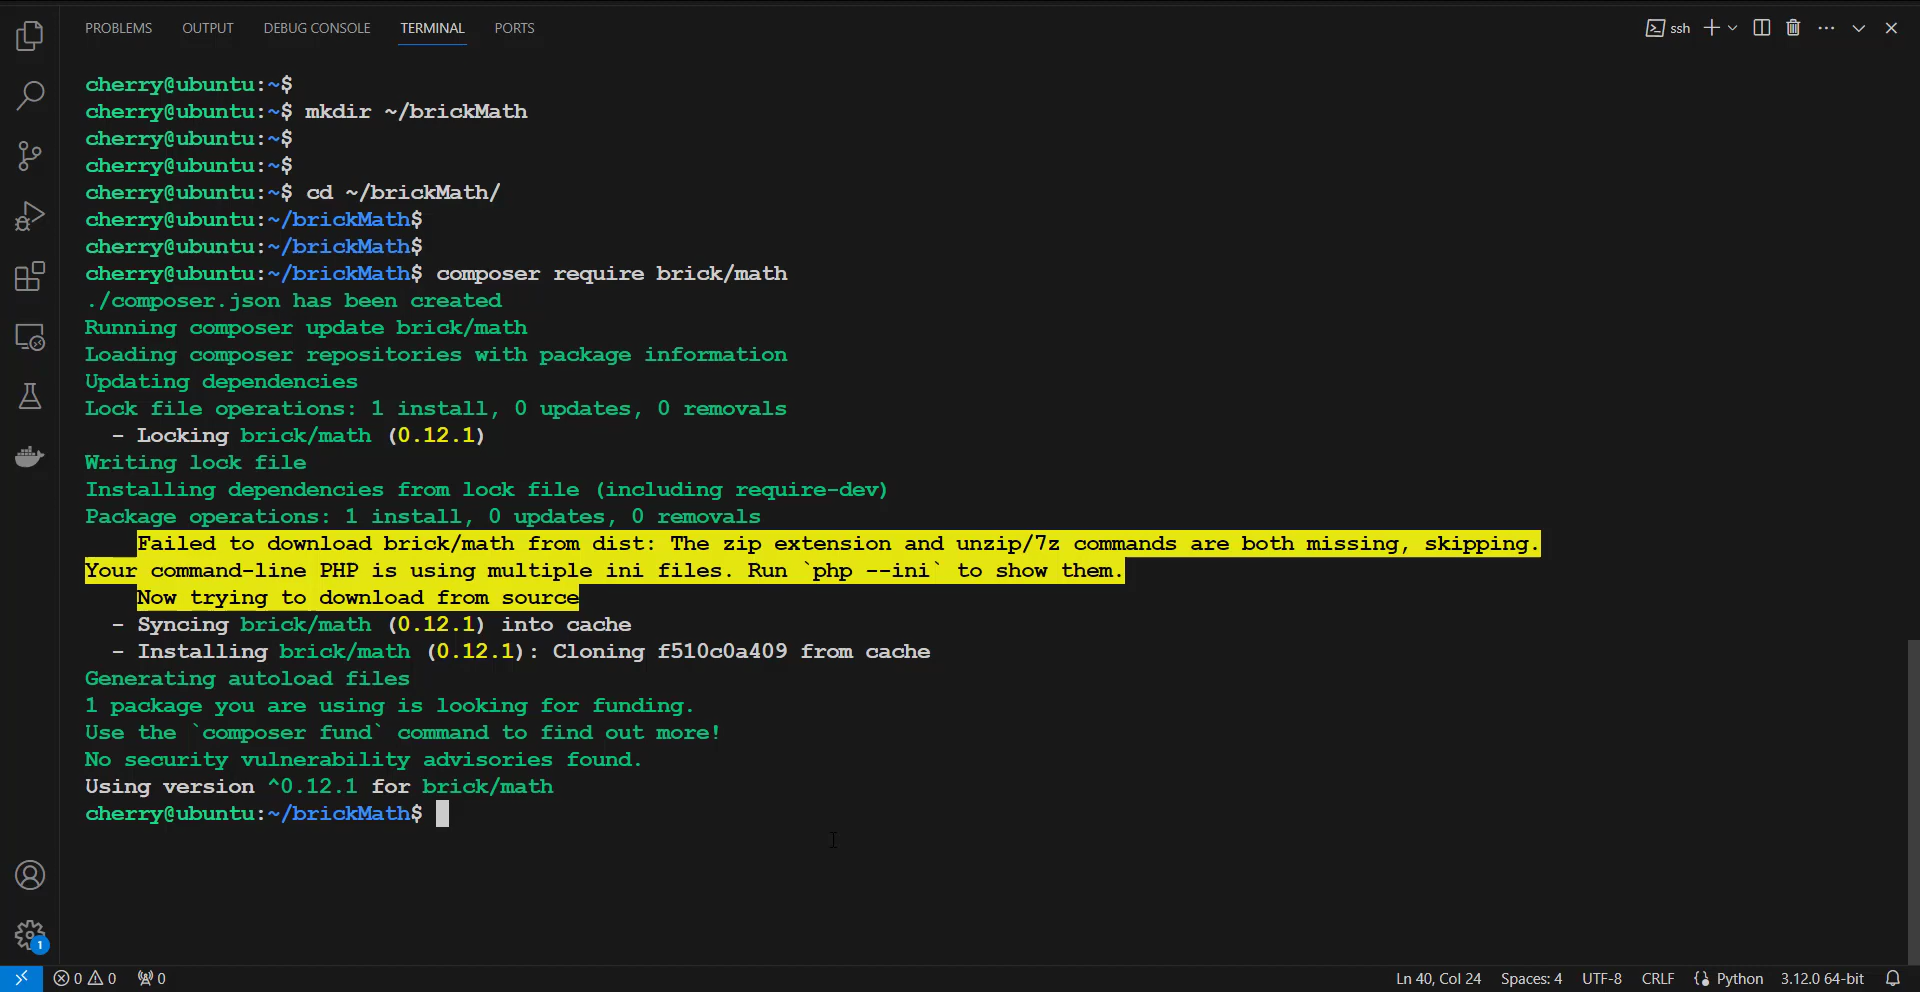 PROBLEMS OUTPUT DEBUG CONSOLE TERMINAL PORTS ssh
cherry@ubuntu:~$
cherry@ubuntu:~$ mkdir ~/brickMath
cherry@ubuntu:~$
cherry@ubuntu:~$
cherry@ubuntu:~$ cd ~/brickMath/
cherry@ubuntu:~/brickMath$
cherry@ubuntu:~/brickMath$
cherry@ubuntu:~/brickMath$ composer require brick/math
./composer.json has been created
Running composer update brick/math
Loading composer repositories with package information
Updating dependencies
Lock file operations: 1 install, 0 updates, 0 removals
- Locking brick/math (0.12.1)
Writing lock file
Installing dependencies from lock file (including require-dev)
Package operations: 1 install, 0 updates, 0 removals
Failed to download brick/math from dist: The zip extension and unzip/7z commands are both missing, skipping.
Your command-line PHP is using multiple ini files. Run `php --ini` to show them.
Now trying to download from source
- Syncing brick/math (0.12.1) into cache
- Installing brick/math (0.12.1): Cloning f510c0a409 from cache
Generating autoload files
1 package you are using is looking for funding.
Use the `composer fund` command to find out more!
No security vulnerability advisories found.
Using version ^0.12.1 for brick/math
cherry@ubuntu:~/brickMath$
1
0 0 0 Ln 40, Col 24 Spaces: 4 UTF-8 CRLF Python 3.12.0 64-bit